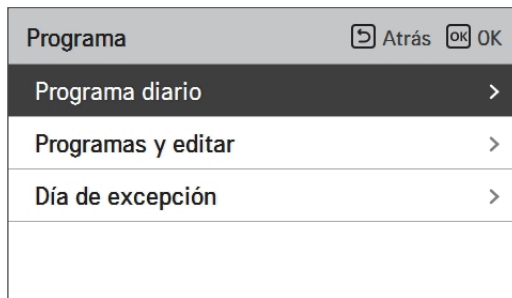 Programa Atrás OK OK
Programa diario >
Programas y editar >
Día de excepción >